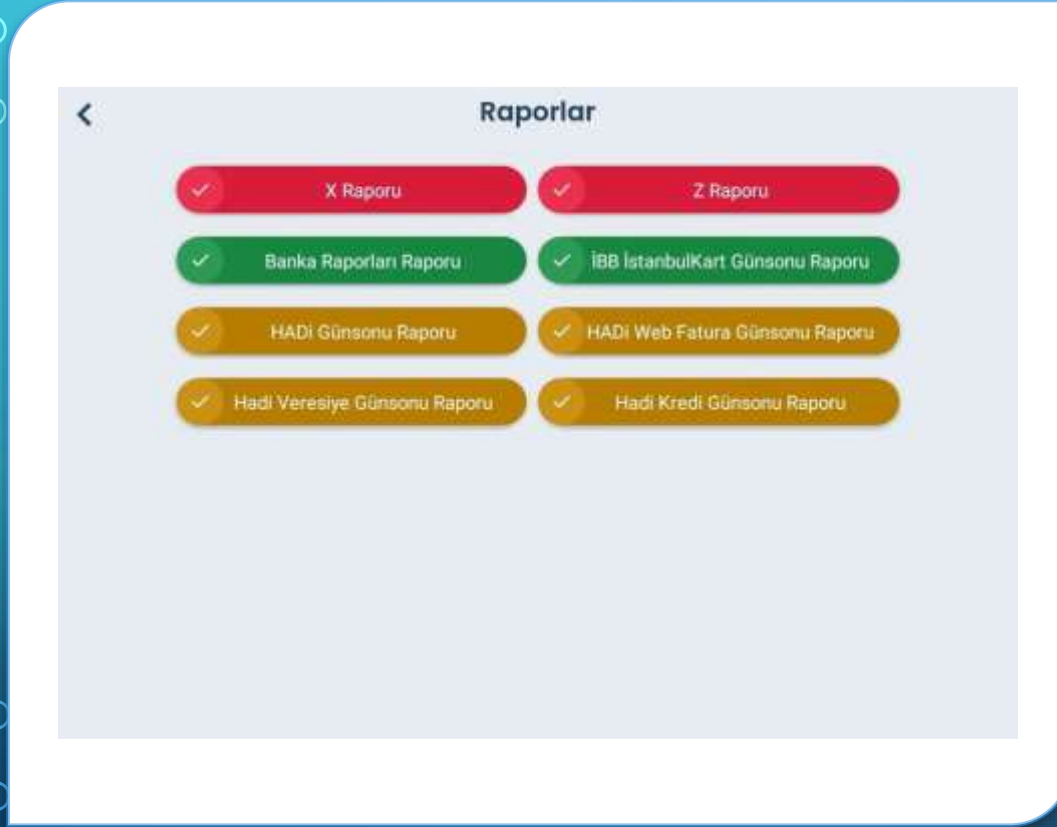 Raporlar
X Raporu
Z Raporu
Banka Raporları Raporu
İBB İstanbulKart Günsonu Raporu
HADİ Günsonu Raporu
HADİ Web Fatura Günsonu Raporu
Hadi Veresiye Günsonu Raporu
Hadi Kredi Günsonu Raporu